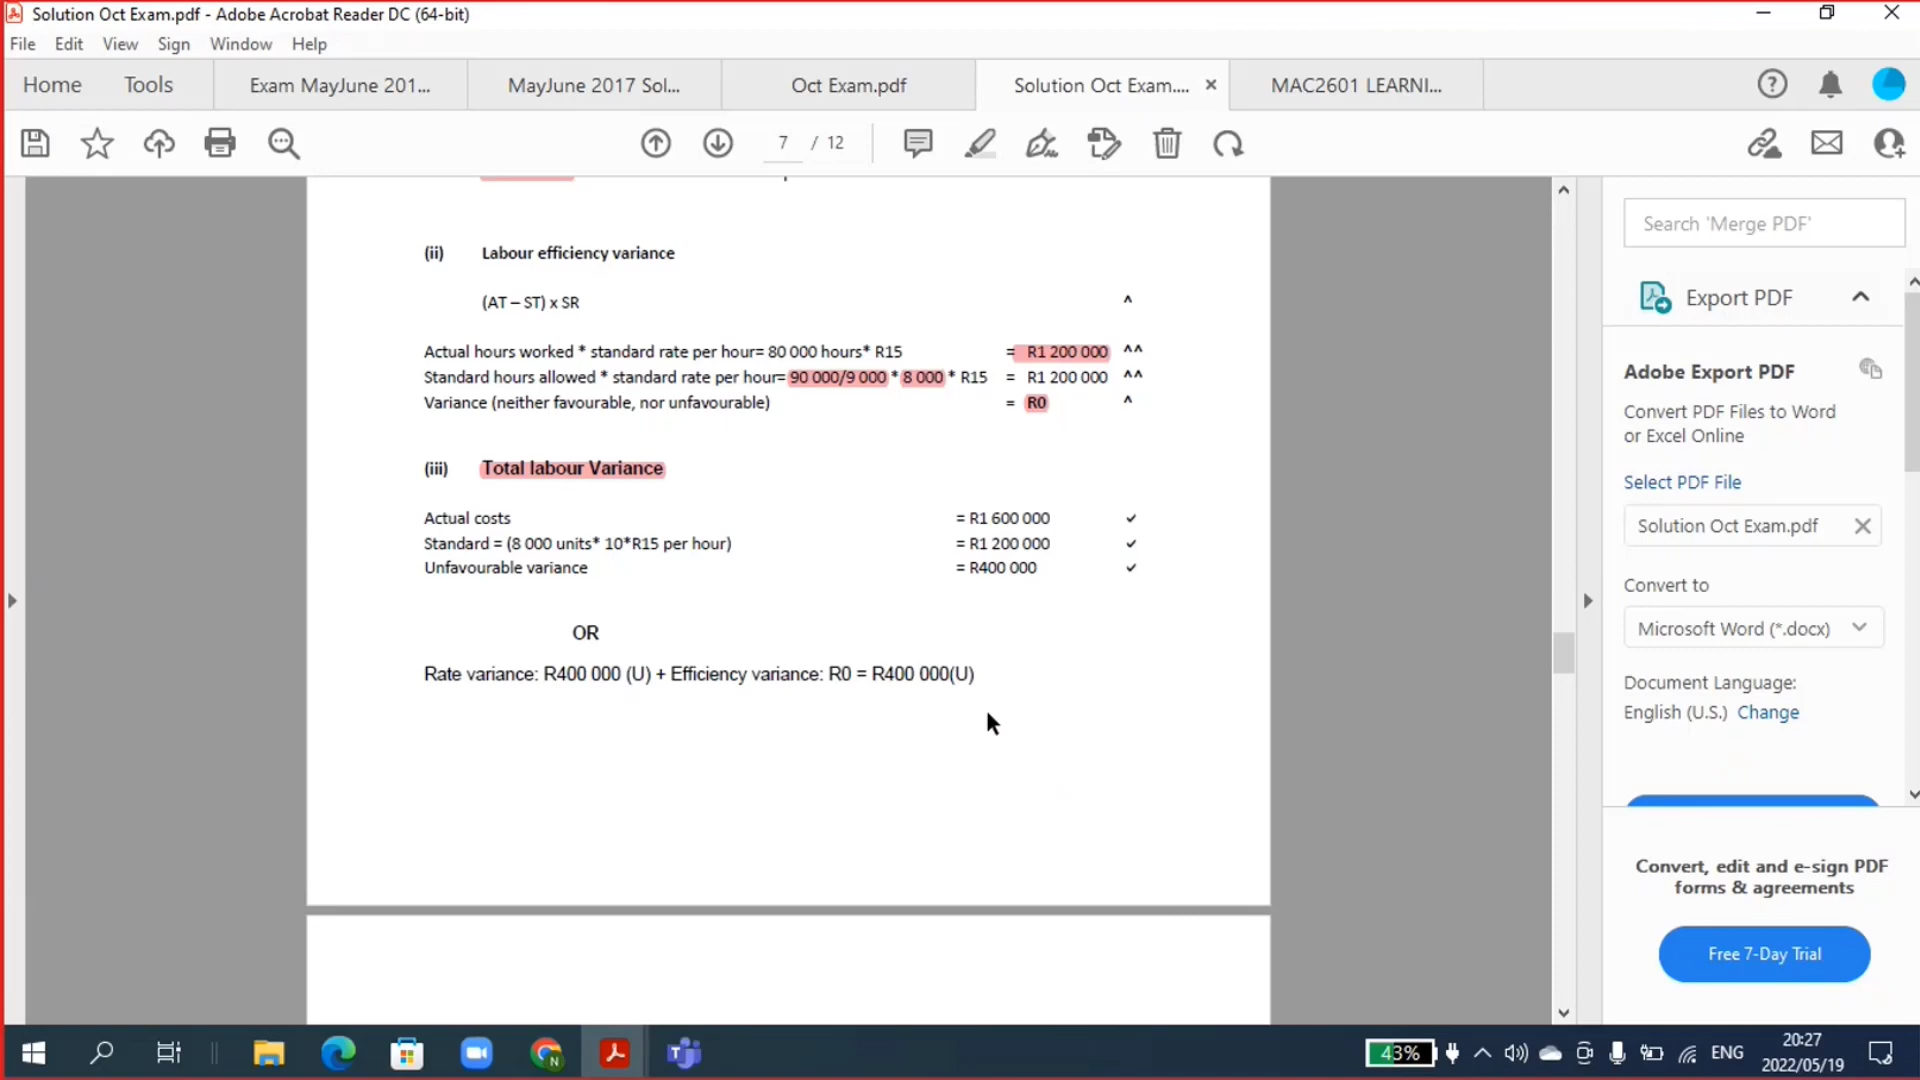 Solution Oct Exam.pdf - Adobe Acrobat Reader DC (64-bit)
File Edit View Sign Window Help
Home Tools Exam MayJune 201... MayJune 2017 Sol... Oct Exam.pdf Solution Oct Exam.... × MAC2601 LEARNI...
7 / 12
(ii) Labour efficiency variance
(AT – ST) x SR ^
Actual hours worked * standard rate per hour= 80 000 hours* R15 = R1 200 000 ^^
Standard hours allowed * standard rate per hour= 90 000/9 000 * 8 000 * R15 = R1 200 000 ^^
Variance (neither favourable, nor unfavourable) = R0 ^
(iii) Total labour Variance
Actual costs = R1 600 000 ✓
Standard = (8 000 units* 10*R15 per hour) = R1 200 000 ✓
Unfavourable variance = R400 000 ✓
OR
Rate variance: R400 000 (U) + Efficiency variance: R0 = R400 000(U)
Search 'Merge PDF'
Export PDF
Adobe Export PDF
Convert PDF Files to Word
or Excel Online
Select PDF File
Solution Oct Exam.pdf
Convert to
Microsoft Word (*.docx)
Document Language:
English (U.S.) Change
Convert, edit and e-sign PDF
forms & agreements
Free 7-Day Trial
43% ENG 20:27
2022/05/19